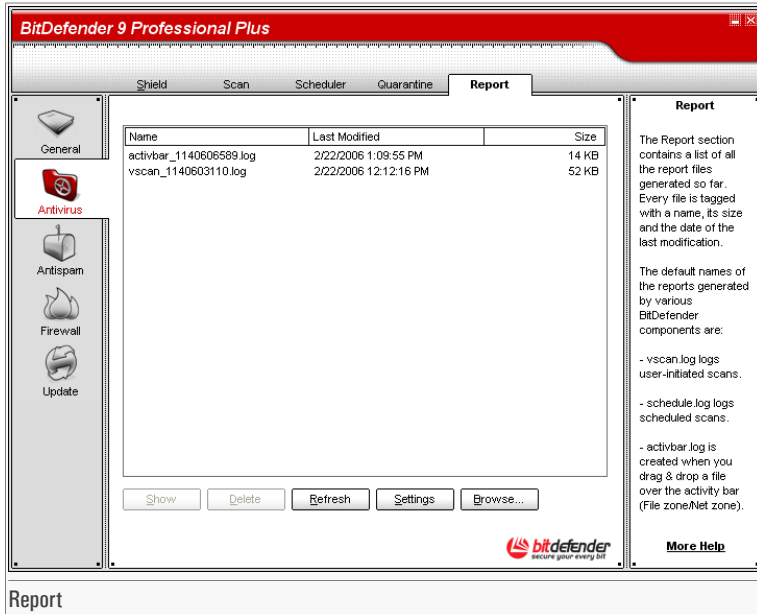 BitDefender 9 Professional Plus
Shield Scan Scheduler Quarantine Report
General
Antivirus
Antispam
Firewall
Update
Name Last Modified Size
activbar_1140606589.log 2/22/2006 1:09:55 PM 14 KB
vscan_1140603110.log 2/22/2006 12:12:16 PM 52 KB
Show Delete Refresh Settings Browse...
bitdefender
secure your every bit
Report
The Report section
contains a list of all
the report files
generated so far.
Every file is tagged
with a name, its size
and the date of the
last modification.
The default names of
the reports generated
by various
BitDefender
components are:
- vscan.log logs
user-initiated scans.
- schedule.log logs
scheduled scans.
- activbar.log is
created when you
drag & drop a file
over the activity bar
(File zone/Net zone).
More Help
Report